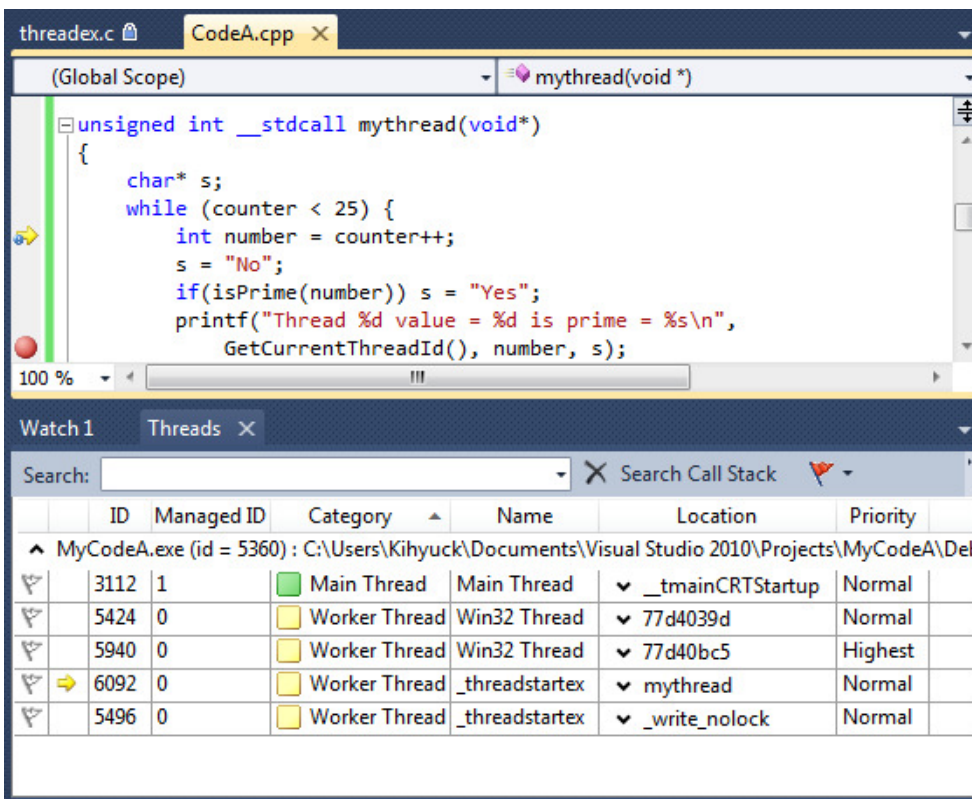 threadex.c CodeA.cpp
(Global Scope) mythread(void *)
unsigned int __stdcall mythread(void*)
{
char* s;
while (counter < 25) {
int number = counter++;
s = "No";
if(isPrime(number)) s = "Yes";
printf("Thread %d value = %d is prime = %s\n",
GetCurrentThreadId(), number, s);
100 %
Watch 1 Threads
Search: Search Call Stack
ID Managed ID Category Name Location Priority
MyCodeA.exe (id = 5360) : C:\Users\Kihyuck\Documents\Visual Studio 2010\Projects\MyCodeA\Del
3112 1 Main Thread Main Thread __tmainCRTStartup Normal
5424 0 Worker Thread Win32 Thread 77d4039d Normal
5940 0 Worker Thread Win32 Thread 77d40bc5 Highest
6092 0 Worker Thread _threadstartex mythread Normal
5496 0 Worker Thread _threadstartex _write_nolock Normal